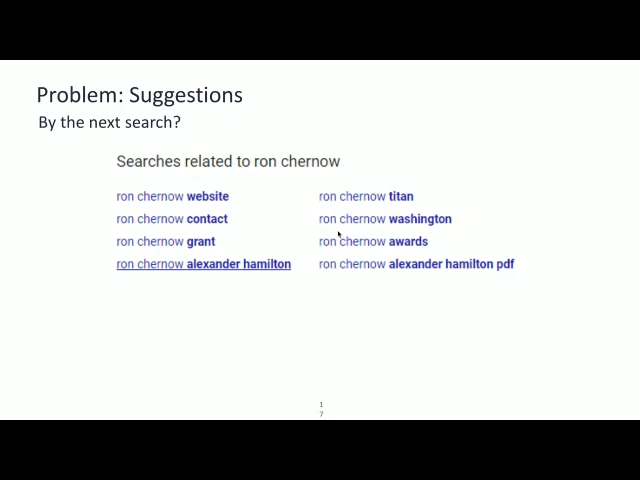 Problem: Suggestions
By the next search?
Searches related to ron chernow
ron chernow website
ron chernow titan
ron chernow contact
ron chernow washington
ron chernow grant
ron chernow awards
ron chernow alexander hamilton
ron chernow alexander hamilton pdf
1
7